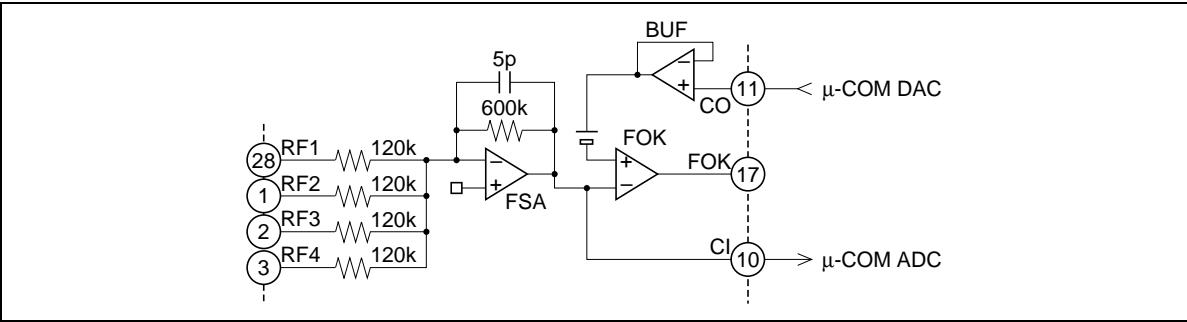 BUF
5p
11
μ-COM DAC
CO
600k
FOK
28
RF1
120k
−
+
−
+
FOK
17
1
RF2
120k
+
−
FSA
2
RF3
120k
3
RF4
120k
CI
10
μ-COM ADC